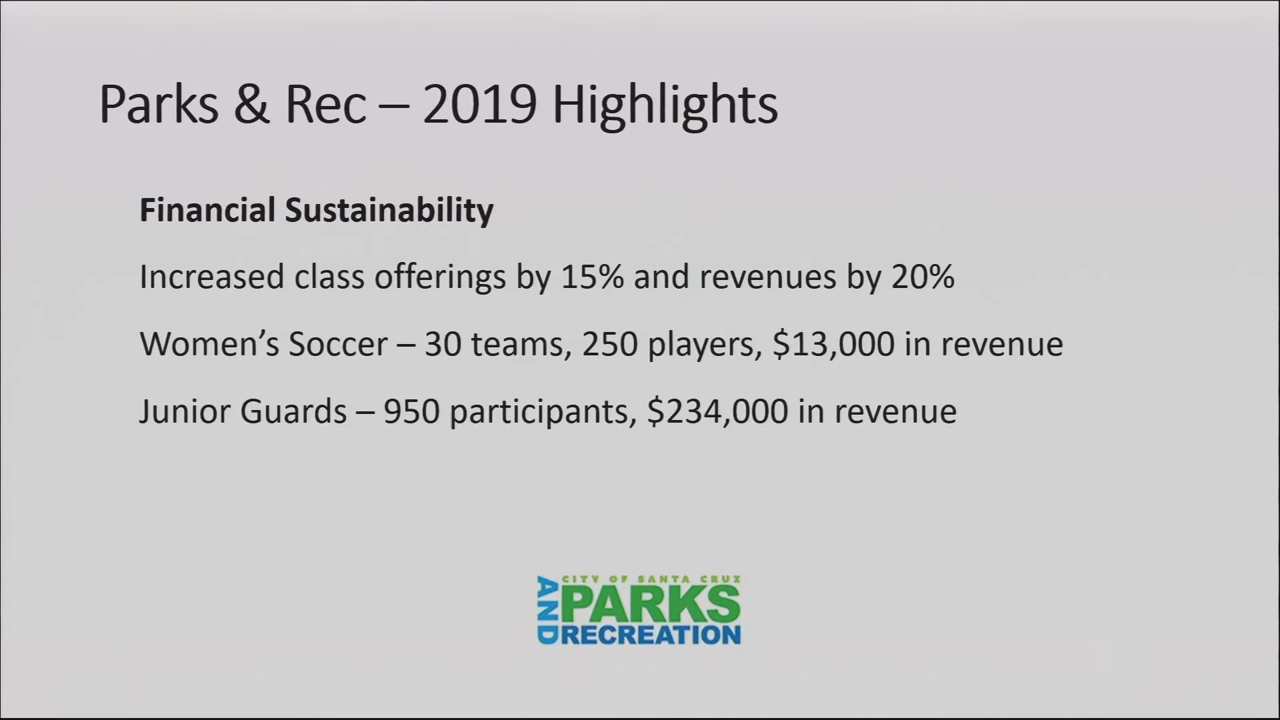 Parks & Rec – 2019 Highlights
Financial Sustainability
Increased class offerings by 15% and revenues by 20%
Women’s Soccer – 30 teams, 250 players, $13,000 in revenue
Junior Guards – 950 participants, $234,000 in revenue
CITY OF SANTA CRUZ
AND PARKS
RECREATION